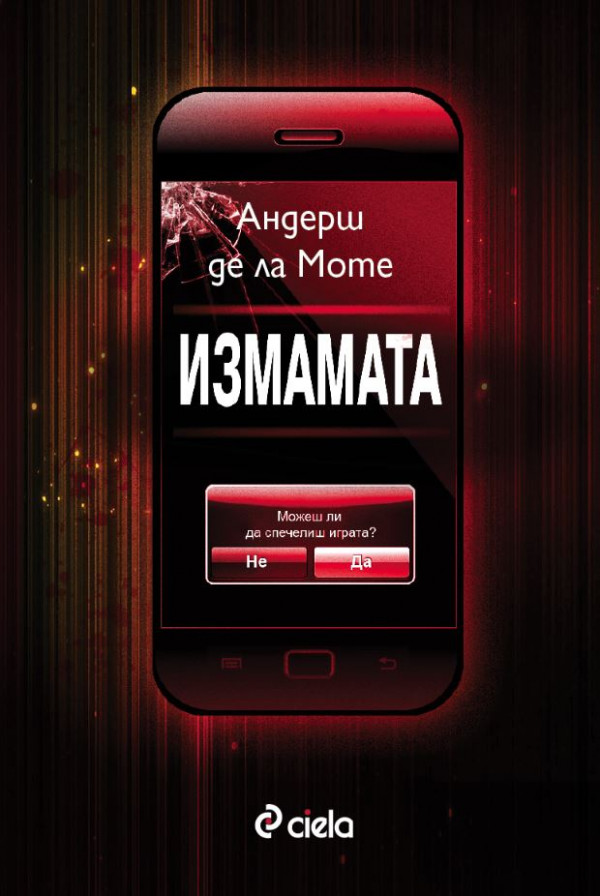 Андерш
де ла Моте
ИЗМАМАТА
Можеш ли
да спечелиш играта?
Не Да
ciela